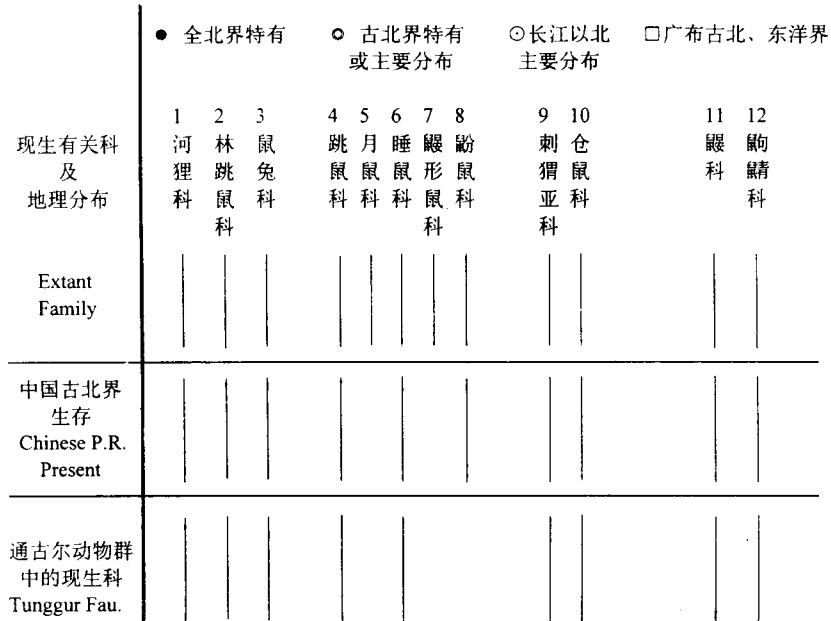 ● 全北界特有 ○ 古北界特有 ⊙长江以北 □广布古北、东洋界
或主要分布 主要分布
1 2 3 4 5 6 7 8 9 10 11 12
现生有关科
及
地理分布
河狸科
林跳鼠科
鼠兔科
跳鼠科
月鼠科
睡鼠科
鼹形鼠科
鼢鼠科
刺猬亚科
仓鼠科
鼹科
鼩鼱科
Extant
Family
中国古北界
生存
Chinese P.R.
Present
通古尔动物群
中的现生科
Tunggur Fau.